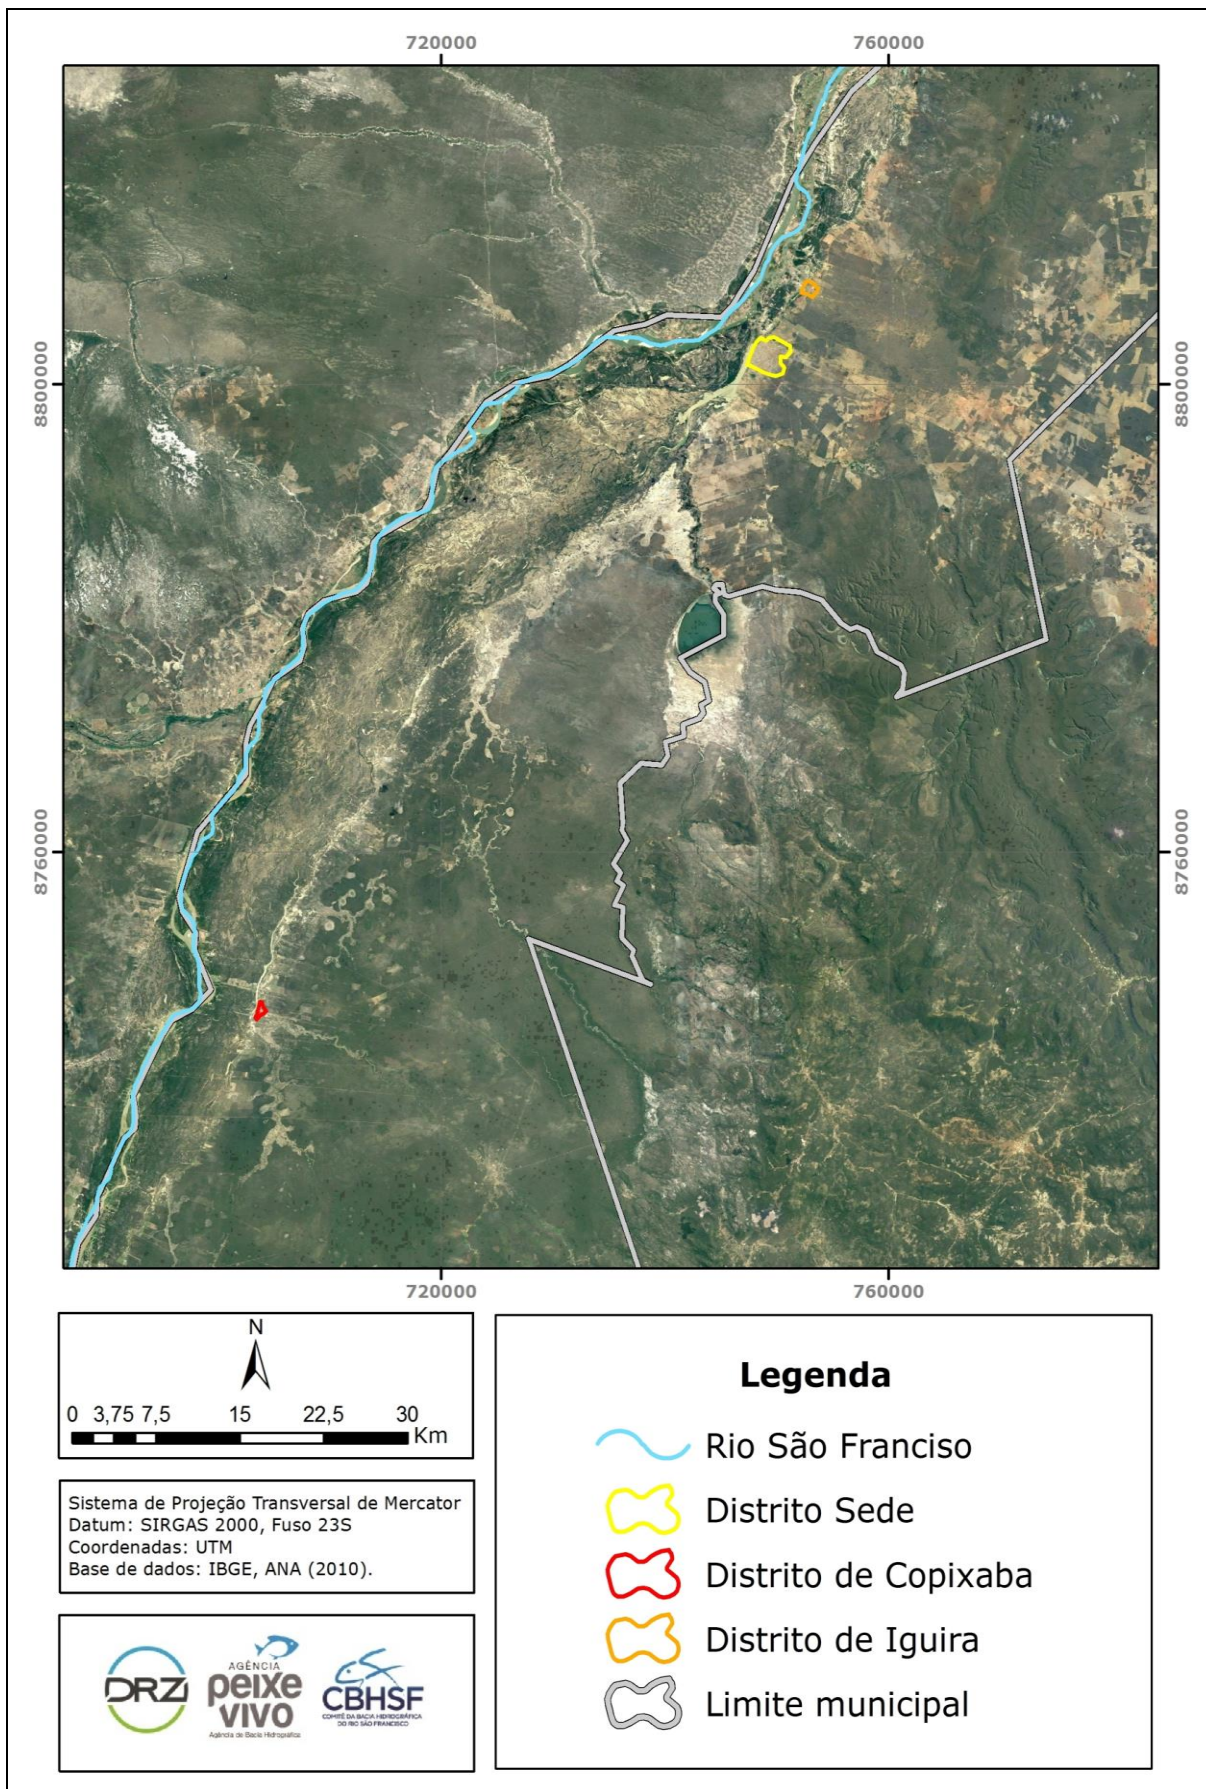 720000
760000
8800000
8800000
8760000
8760000
720000
760000
N
0 3,75 7,5 15 22,5 30
Km
Sistema de Projeção Transversal de Mercator
Datum: SIRGAS 2000, Fuso 23S
Coordenadas: UTM
Base de dados: IBGE, ANA (2010).
DRZ
AGÊNCIA
peixe
vivo
Agência de Bacia Hidrográfica
CBHSF
COMITÊ DA BACIA HIDROGRÁFICA
DO RIO SÃO FRANCISCO
Legenda
Rio São Franciso
Distrito Sede
Distrito de Copixaba
Distrito de Iguira
Limite municipal